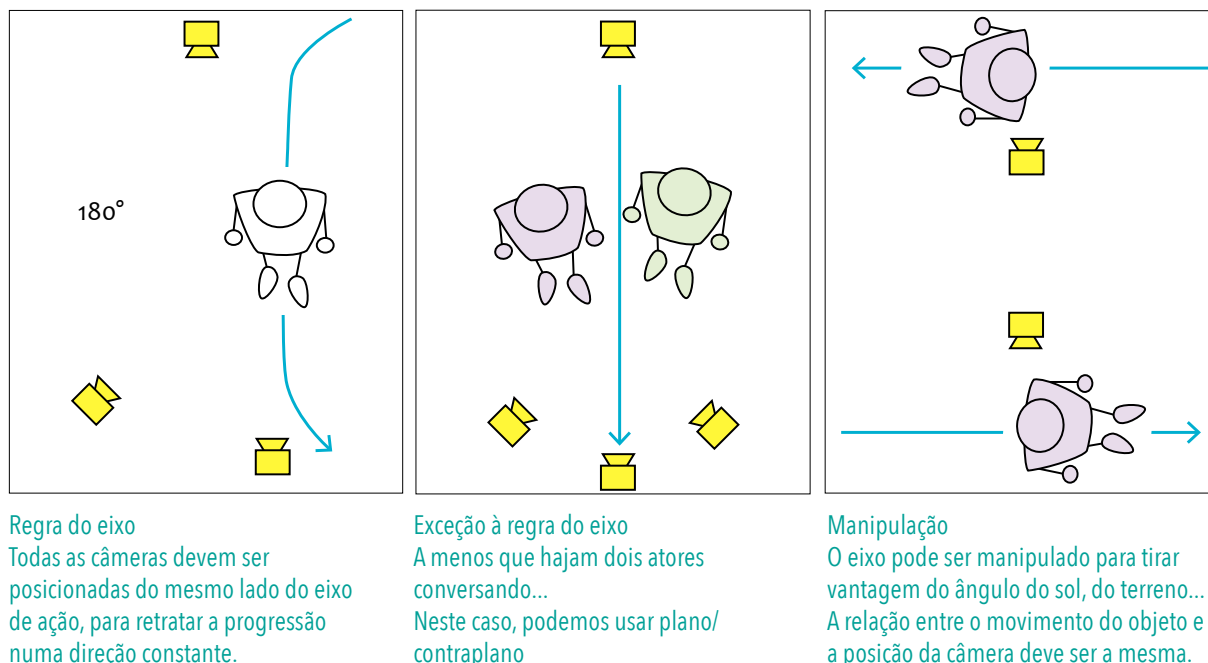 180°
Regra do eixo
Todas as câmeras devem ser
posicionadas do mesmo lado do eixo
de ação, para retratar a progressão
numa direção constante.
Exceção à regra do eixo
A menos que hajam dois atores
conversando...
Neste caso, podemos usar plano/
contraplano
Manipulação
O eixo pode ser manipulado para tirar
vantagem do ângulo do sol, do terreno...
A relação entre o movimento do objeto e
a posição da câmera deve ser a mesma.